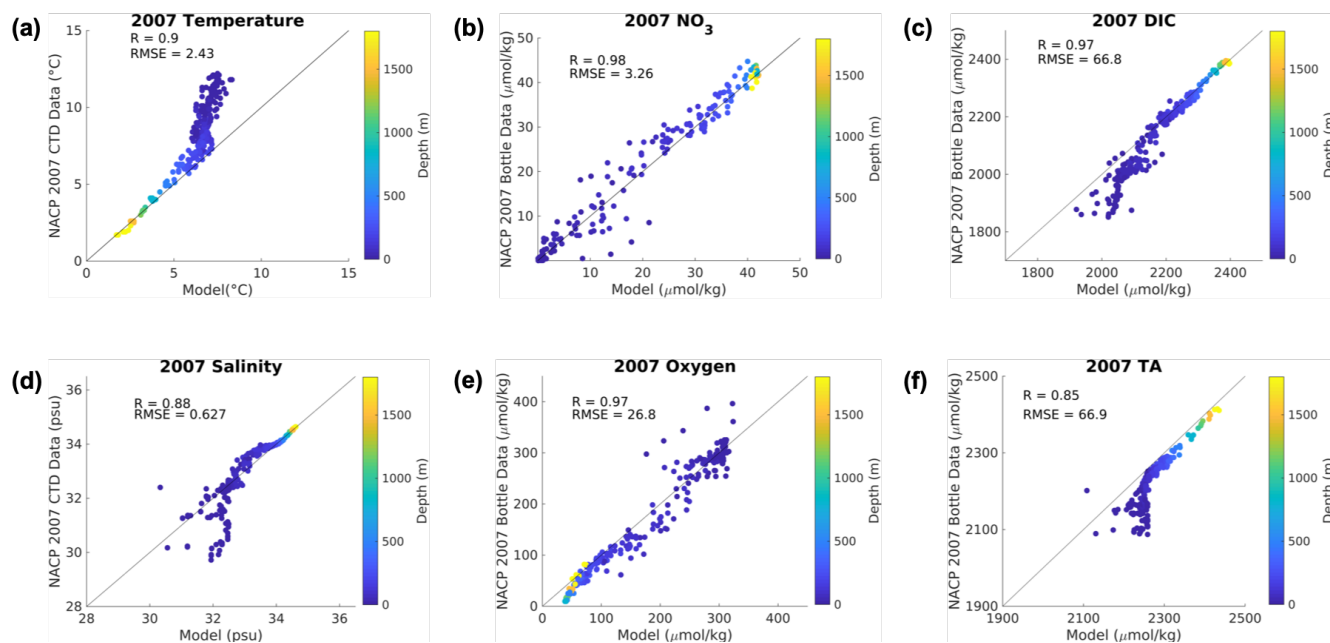 (a)
2007 Temperature
R = 0.9
RMSE = 2.43
NACP 2007 CTD Data (°C)
15
10
5
0
0
5
10
15
Model(°C)
1500
1000
500
0
Depth (m)
(b)
2007 NO3
R = 0.98
RMSE = 3.26
NACP 2007 Bottle Data (μmol/kg)
50
40
30
20
10
10
20
30
40
50
Model (μmol/kg)
1500
1000
500
0
Depth (m)
(c)
2007 DIC
R = 0.97
RMSE = 66.8
NACP 2007 Bottle Data (μmol/kg)
2400
2200
2000
1800
1800
2000
2200
2400
Model (μmol/kg)
1500
1000
500
0
Depth (m)
(d)
2007 Salinity
R = 0.88
RMSE = 0.627
NACP 2007 CTD Data (psu)
36
34
32
30
28
28
30
32
34
36
Model (psu)
1500
1000
500
0
Depth (m)
(e)
2007 Oxygen
R = 0.97
RMSE = 26.8
NACP 2007 Bottle Data (μmol/kg)
400
300
200
100
0
0
100
200
300
400
Model (μmol/kg)
1500
1000
500
0
Depth (m)
(f)
2007 TA
R = 0.85
RMSE = 66.9
NACP 2007 Bottle Data (μmol/kg)
2500
2300
2100
1900
1900
2100
2300
2500
Model (μmol/kg)
1500
1000
500
0
Depth (m)